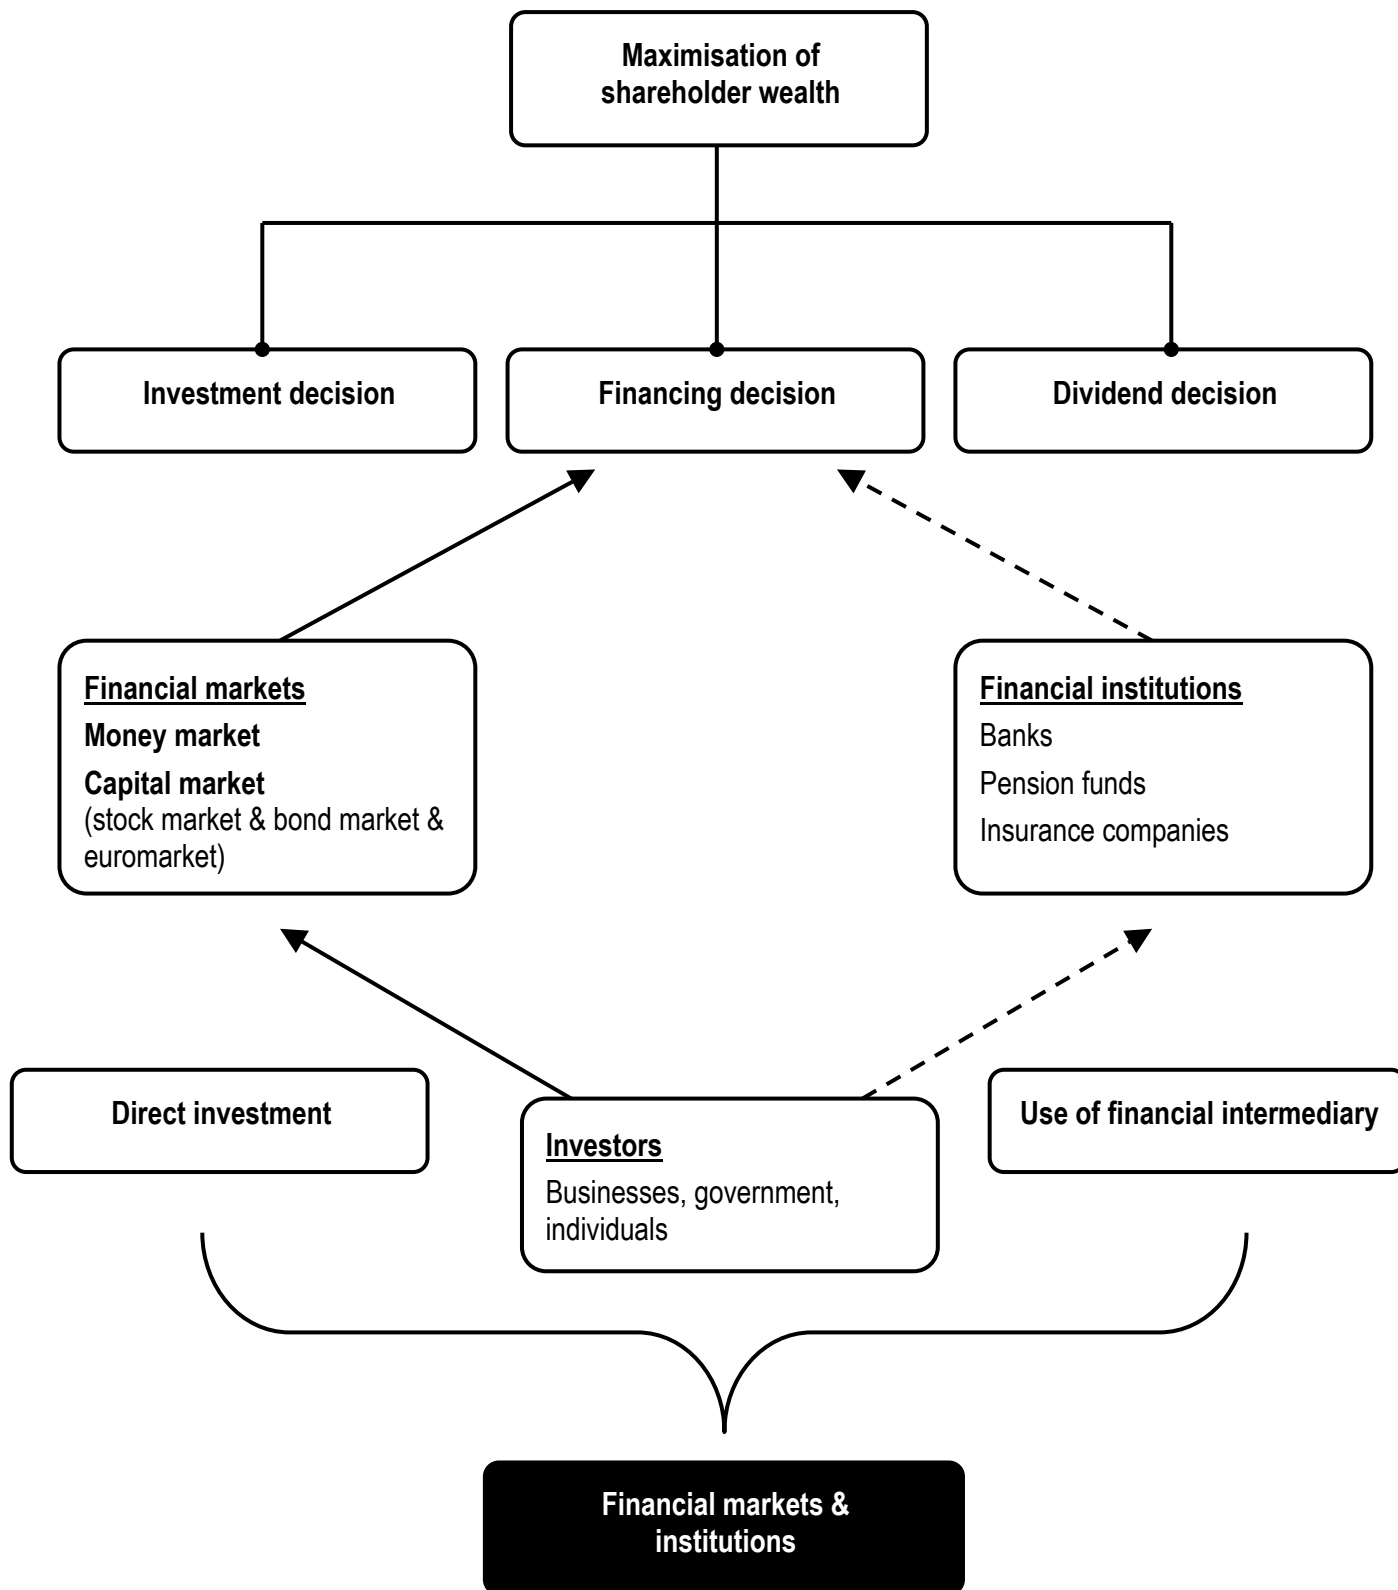 Maximisation of
shareholder wealth
Investment decision
Financing decision
Dividend decision
Financial markets
Money market
Capital market
(stock market & bond market &
euromarket)
Financial institutions
Banks
Pension funds
Insurance companies
Direct investment
Investors
Businesses, government,
individuals
Use of financial intermediary
Financial markets &
institutions